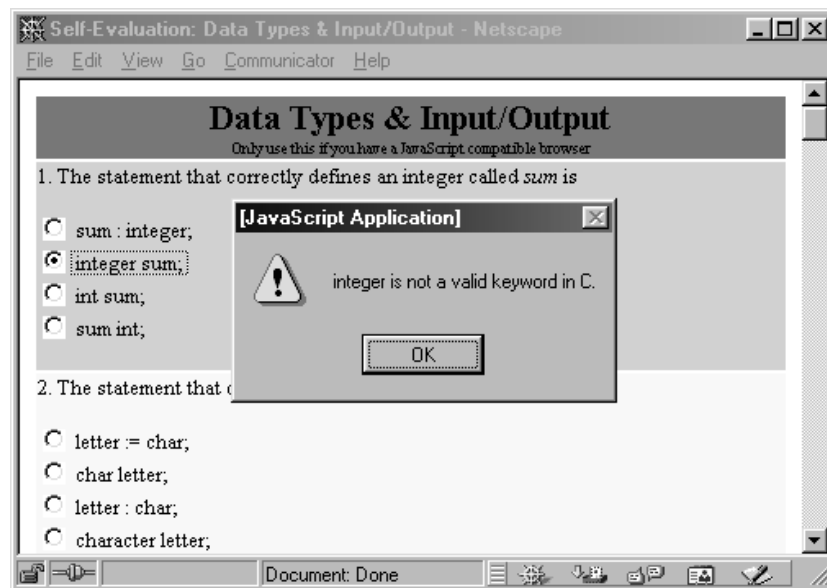 Self-Evaluation: Data Types & Input/Output - Netscape
File Edit View Go Communicator Help
Data Types & Input/Output
Only use this if you have a JavaScript compatible browser
1. The statement that correctly defines an integer called sum is
sum : integer;
integer sum;
int sum;
sum int;
[JavaScript Application]
integer is not a valid keyword in C.
OK
2. The statement that
letter := char;
char letter;
letter : char;
character letter;
Document: Done